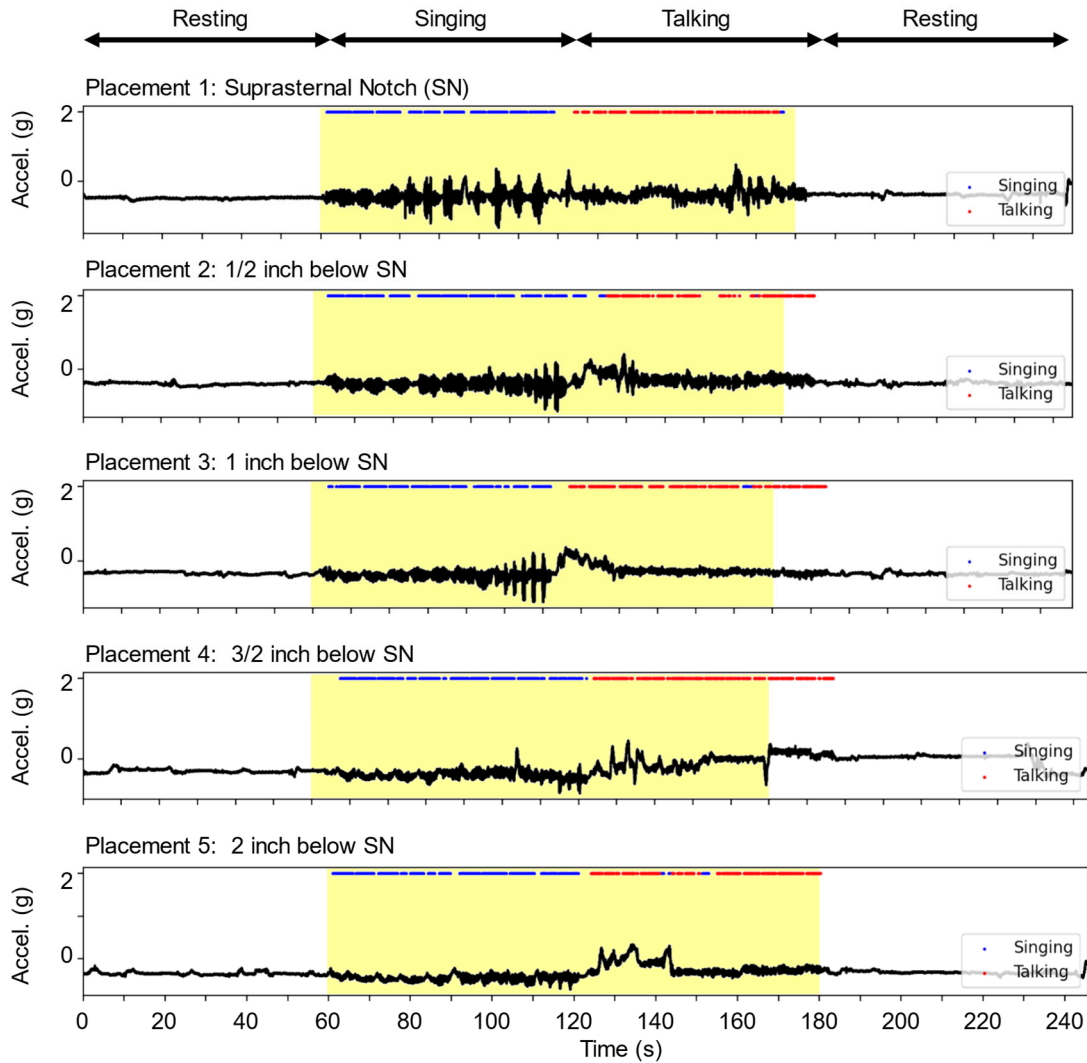 Resting Singing Talking Resting
Placement 1: Suprasternal Notch (SN)
2
0
Accel. (g)
Singing
Talking
Placement 2: 1/2 inch below SN
2
0
Accel. (g)
Singing
Talking
Placement 3: 1 inch below SN
2
0
Accel. (g)
Singing
Talking
Placement 4: 3/2 inch below SN
2
0
Accel. (g)
Singing
Talking
Placement 5: 2 inch below SN
2
0
Accel. (g)
Singing
Talking
0 20 40 60 80 100 120 140 160 180 200 220 240
Time (s)